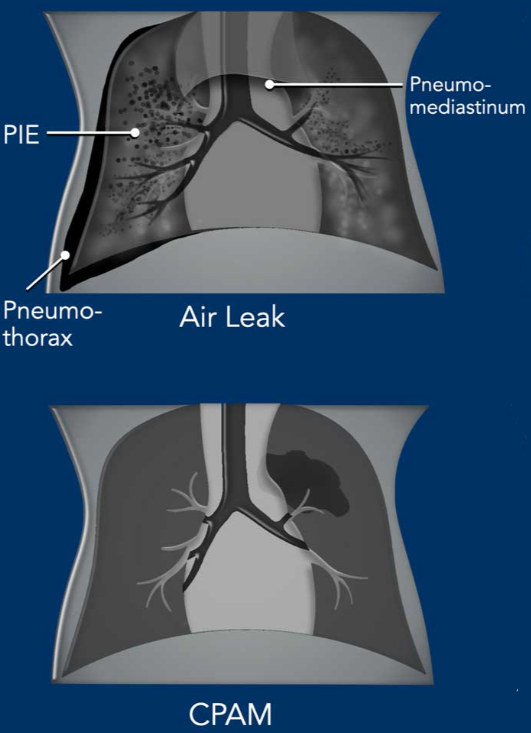 Pneumo-
mediastinum
PIE
Pneumo-
thorax
Air Leak
CPAM